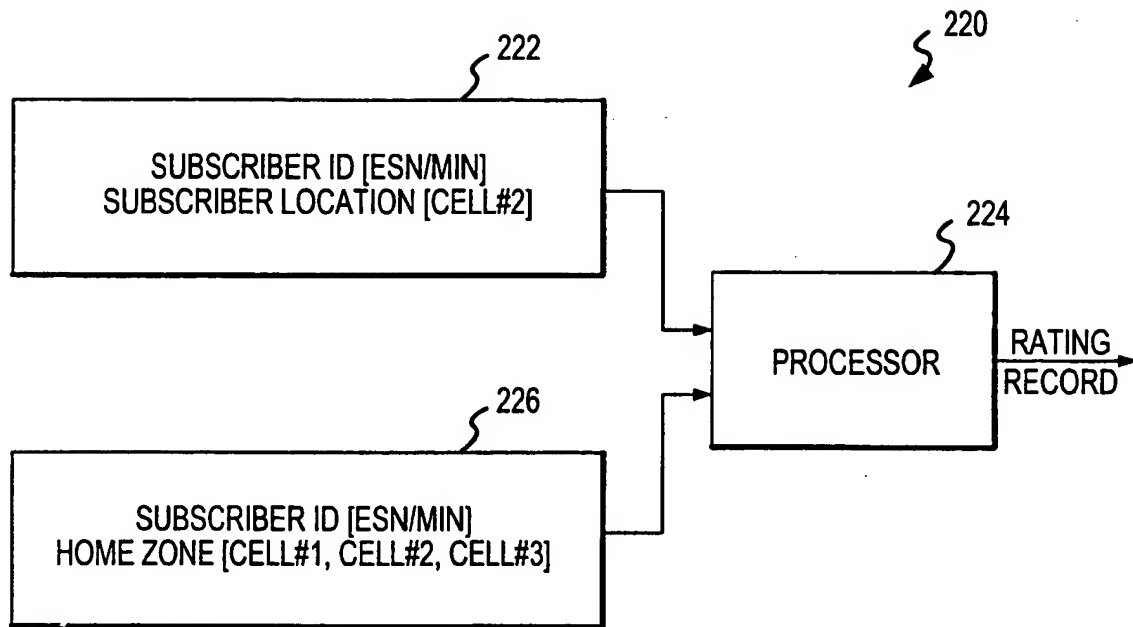 220
222
SUBSCRIBER ID [ESN/MIN]
SUBSCRIBER LOCATION [CELL#2]
224
PROCESSOR
RATING
RECORD
226
SUBSCRIBER ID [ESN/MIN]
HOME ZONE [CELL#1, CELL#2, CELL#3]